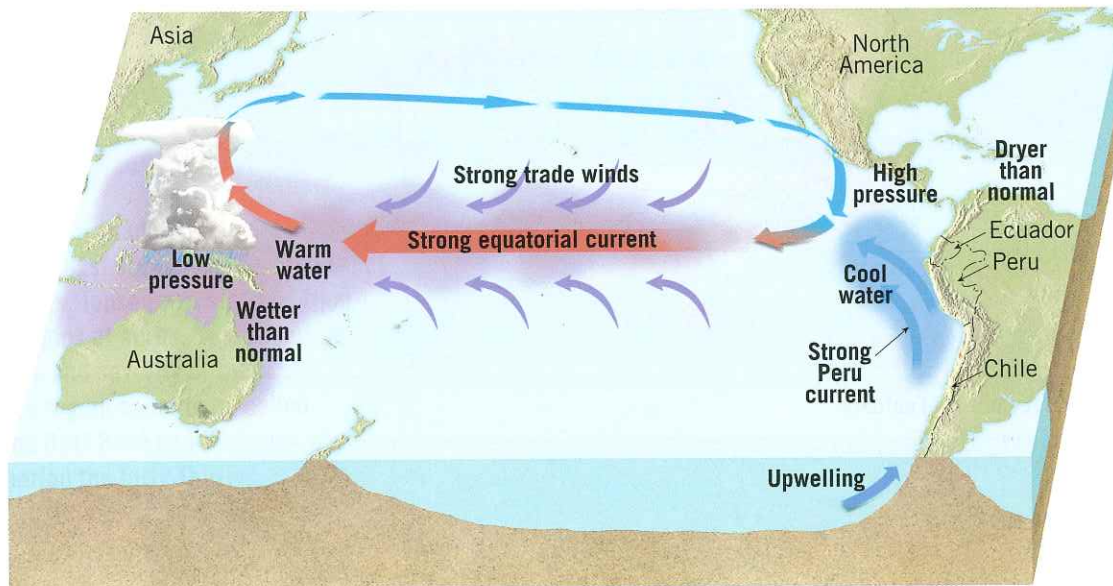 Asia
North
America
Strong trade winds
High
pressure
Dryer
than
normal
Ecuador
Peru
Strong equatorial current
Warm
water
Low
pressure
Cool
water
Wetter
than
normal
Australia
Strong
Peru
current
Chile
Upwelling